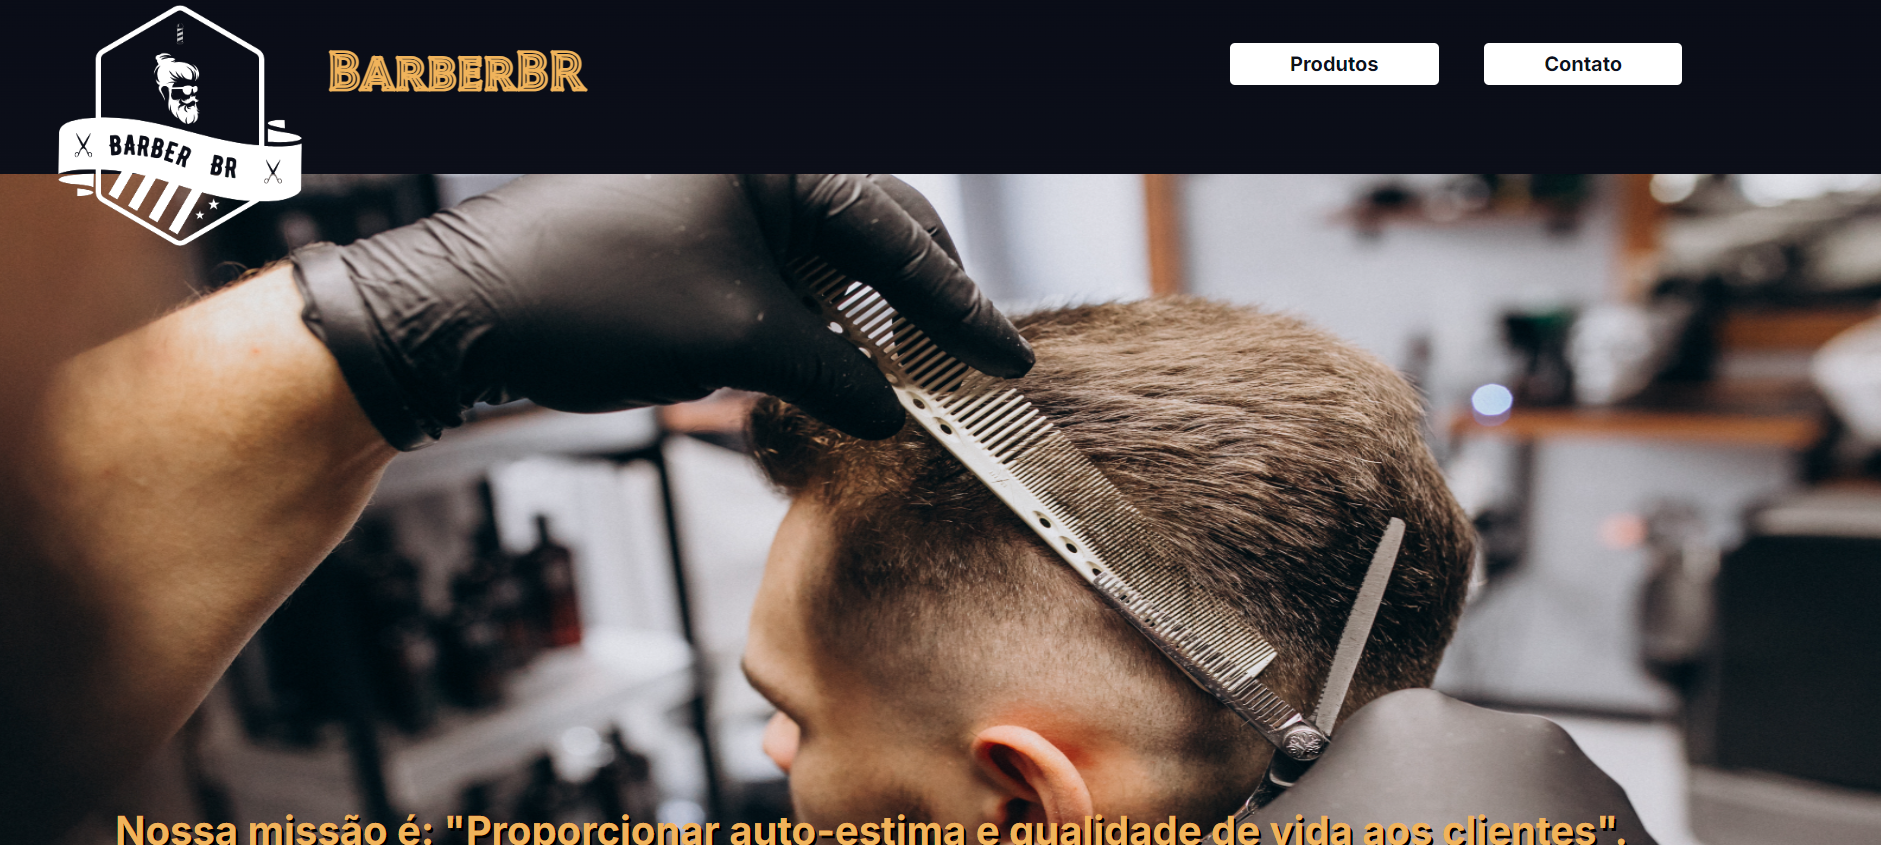 BARBER BR
BarberBR
Produtos
Contato
Nossa missão é: "Proporcionar auto-estima e qualidade de vida aos clientes".